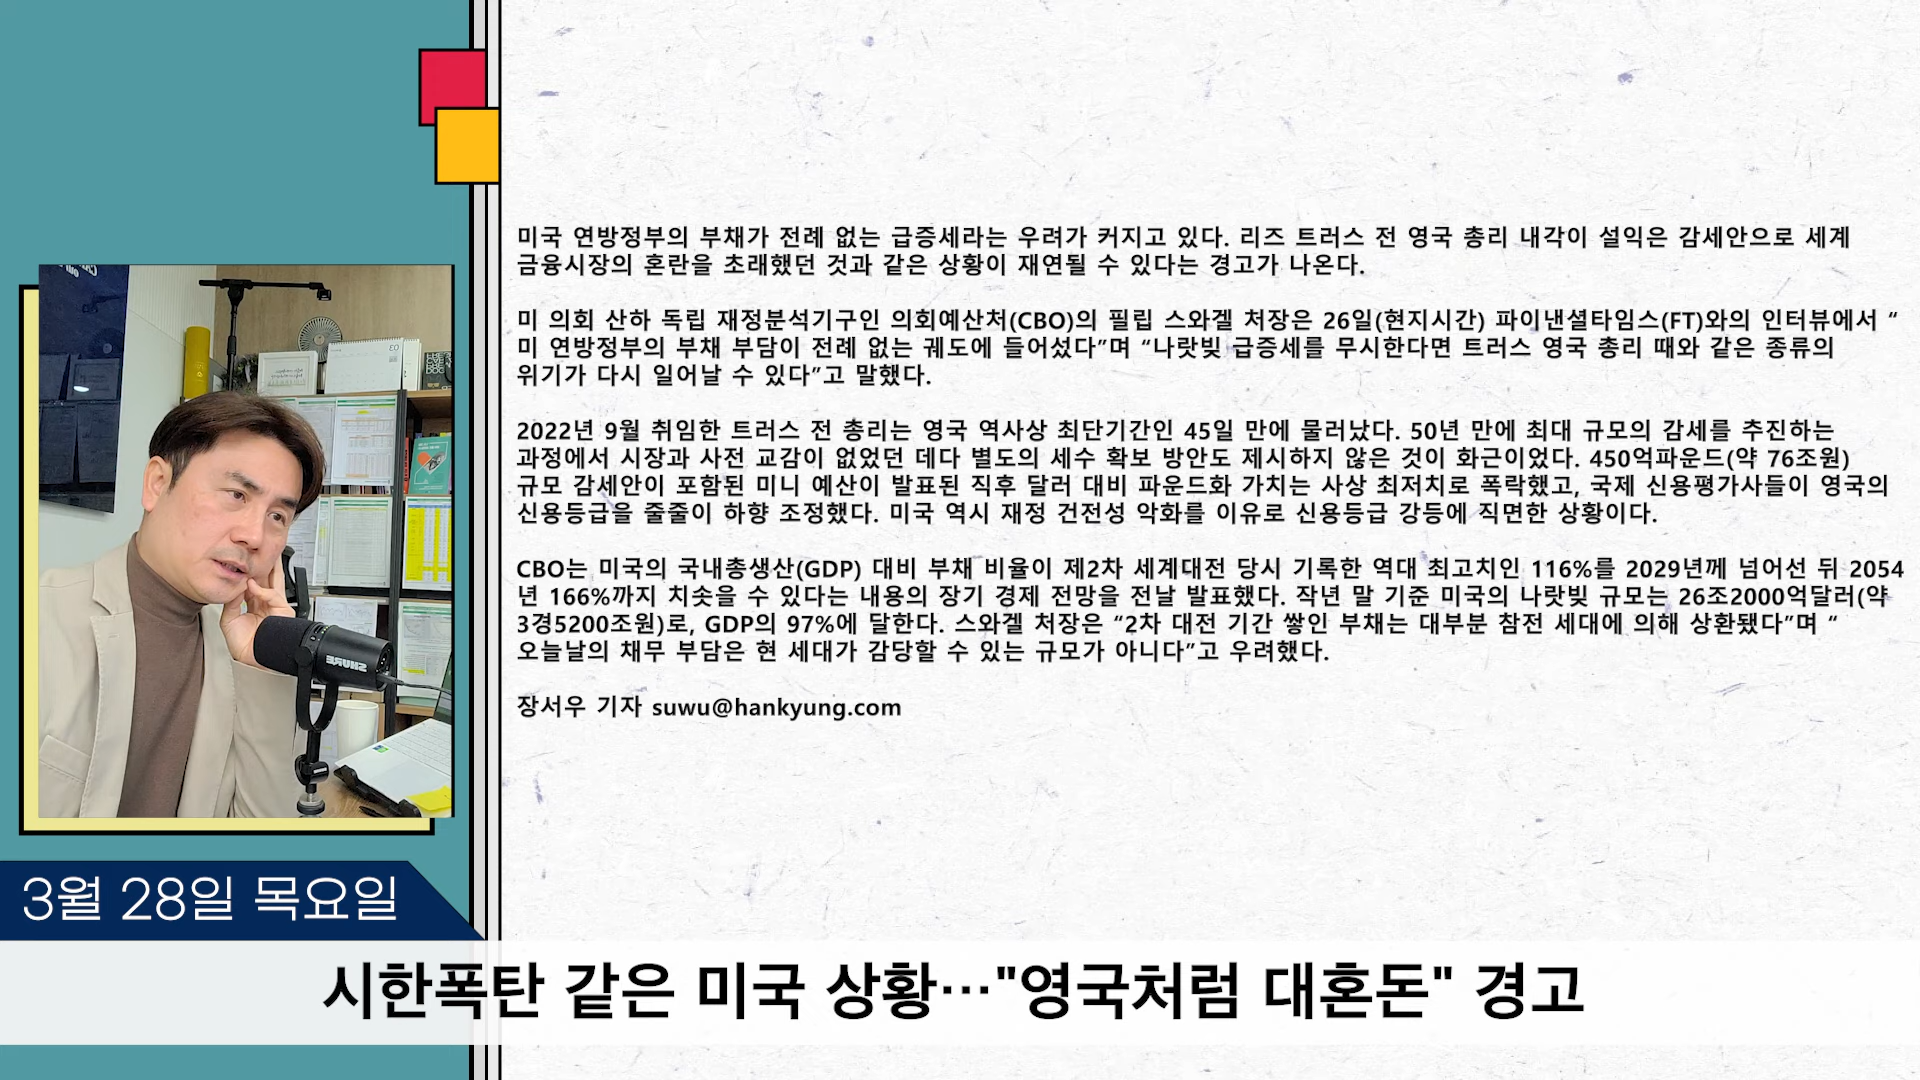 미국 연방정부의 부채가 전례 없는 급증세라는 우려가 커지고 있다. 리즈 트러스 전 영국 총리 내각이 설익은 감세안으로 세계
금융시장의 혼란을 초래했던 것과 같은 상황이 재연될 수 있다는 경고가 나온다.
미 의회 산하 독립 재정분석기구인 의회예산처(CBO)의 필립 스와겔 처장은 26일(현지시간) 파이낸셜타임스(FT)와의 인터뷰에서 “
미 연방정부의 부채 부담이 전례 없는 궤도에 들어섰다”며 “나랏빚 급증세를 무시한다면 트러스 영국 총리 때와 같은 종류의
위기가 다시 일어날 수 있다”고 말했다.
2022년 9월 취임한 트러스 전 총리는 영국 역사상 최단기간인 45일 만에 물러났다. 50년 만에 최대 규모의 감세를 추진하는
과정에서 시장과 사전 교감이 없었던 데다 별도의 세수 확보 방안도 제시하지 않은 것이 화근이었다. 450억파운드(약 76조원)
규모 감세안이 포함된 미니 예산이 발표된 직후 달러 대비 파운드화 가치는 사상 최저치로 폭락했고, 국제 신용평가사들이 영국의
신용등급을 줄줄이 하향 조정했다. 미국 역시 재정 건전성 악화를 이유로 신용등급 강등에 직면한 상황이다.
CBO는 미국의 국내총생산(GDP) 대비 부채 비율이 제2차 세계대전 당시 기록한 역대 최고치인 116%를 2029년께 넘어선 뒤 2054
년 166%까지 치솟을 수 있다는 내용의 장기 경제 전망을 전날 발표했다. 작년 말 기준 미국의 나랏빚 규모는 26조2000억달러(약
3경5200조원)로, GDP의 97%에 달한다. 스와겔 처장은 “2차 대전 기간 쌓인 부채는 대부분 참전 세대에 의해 상환됐다”며 “
오늘날의 채무 부담은 현 세대가 감당할 수 있는 규모가 아니다”고 우려했다.
장서우 기자 suwu@hankyung.com
SHURE
3월 28일 목요일
시한폭탄 같은 미국 상황…"영국처럼 대혼돈" 경고